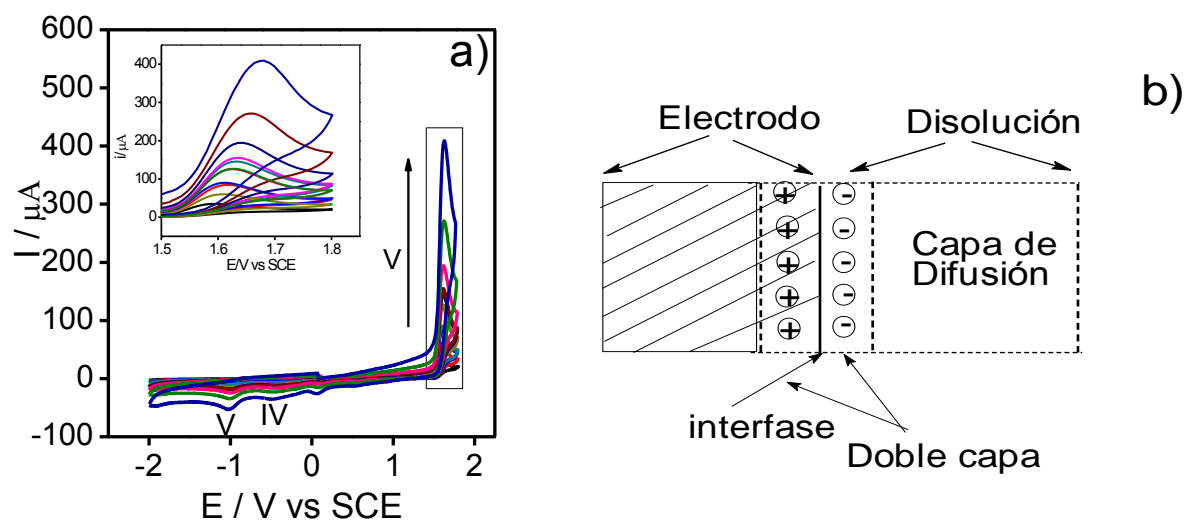 a)
600
500
400
300
200
100
0
-100
I / µA
-2
-1
0
1
2
E / V vs SCE
V
IV
V
400
300
200
100
0
i/µA
1.5
1.6
1.7
1.8
E/V vs SCE
b)
Electrodo
Disolución
+
-
+
-
+
-
+
-
+
-
Capa de
Difusión
interfase
Doble capa